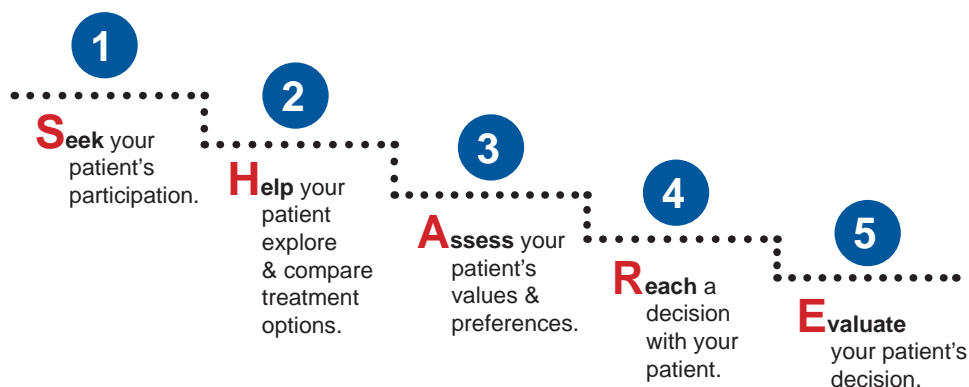 1
Seek your
patient's
participation.
2
Help your
patient
explore
& compare
treatment
options.
3
Assess your
patient's
values &
preferences.
4
Reach a
decision
with your
patient.
5
Evaluate
your patient's
decision.